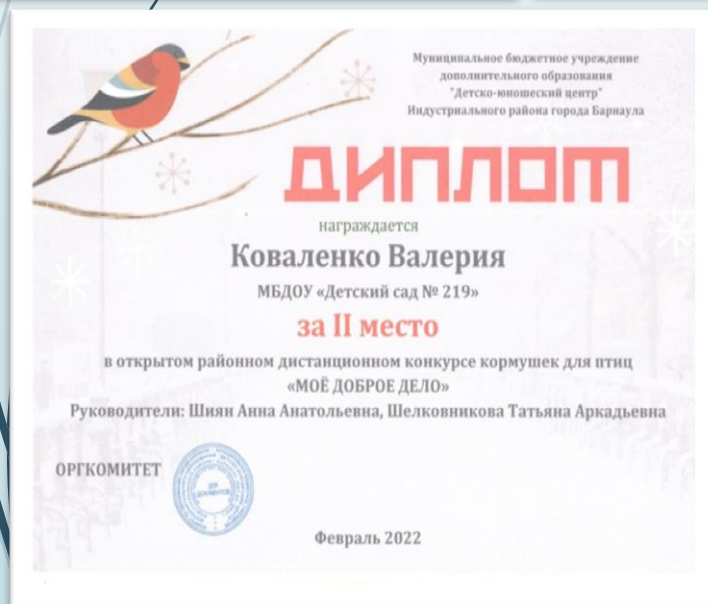 Муниципальное бюджетное учреждение
дополнительного образования
"Детско-юношеский центр"
Индустриального района города Барнаула
ДИПЛОМ
награждается
Коваленко Валерия
МБДОУ «Детский сад № 219»
за II место
в открытом районном дистанционном конкурсе кормушек для птиц
«МОЁ ДОБРОЕ ДЕЛО»
Руководители: Шиян Анна Анатольевна, Шелковникова Татьяна Аркадьевна
ОРГКОМИТЕТ
ДЛЯ
ДОКУМЕНТОВ
Февраль 2022